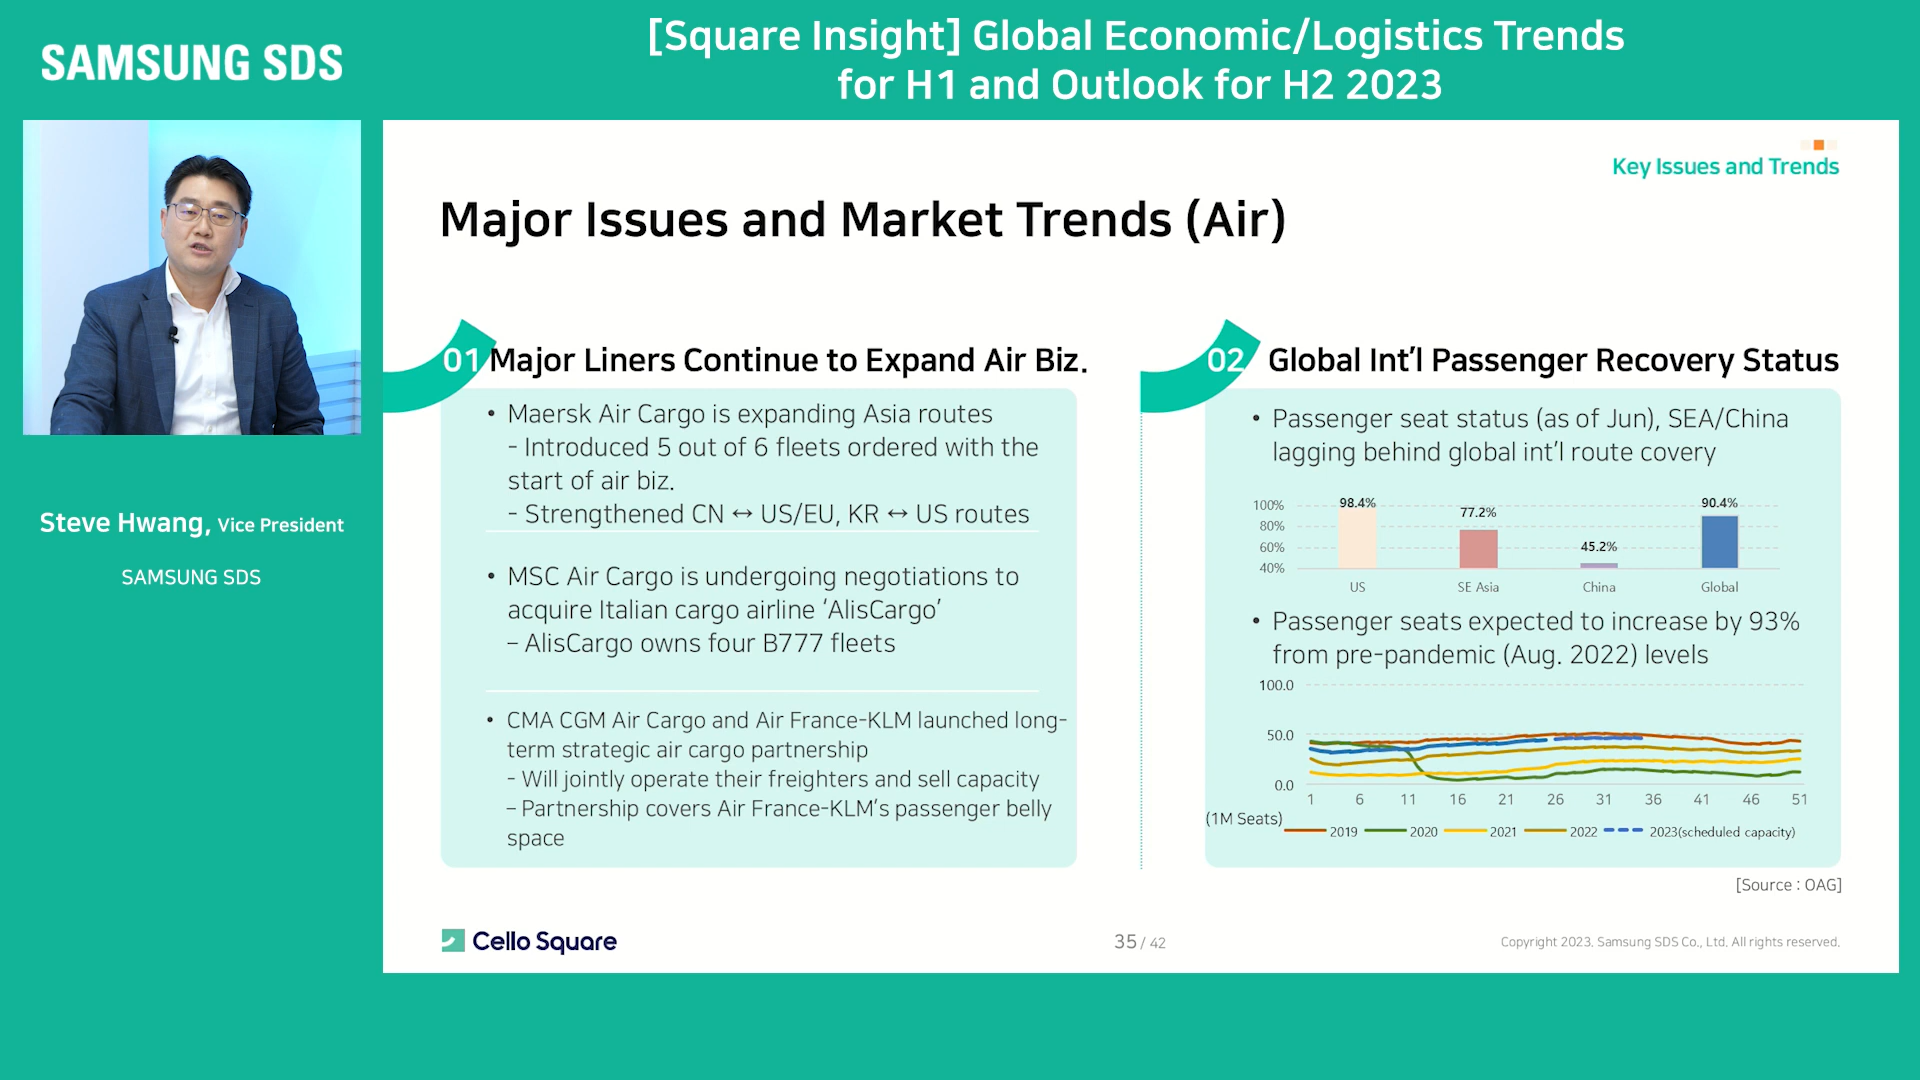 SAMSUNG SDS
[Square Insight] Global Economic/Logistics Trends
for H1 and Outlook for H2 2023
Steve Hwang, Vice President
SAMSUNG SDS
Key Issues and Trends
Major Issues and Market Trends (Air)
01 Major Liners Continue to Expand Air Biz.
• Maersk Air Cargo is expanding Asia routes
- Introduced 5 out of 6 fleets ordered with the
start of air biz.
- Strengthened CN ↔ US/EU, KR ↔ US routes
• MSC Air Cargo is undergoing negotiations to
acquire Italian cargo airline ‘AlisCargo’
– AlisCargo owns four B777 fleets
• CMA CGM Air Cargo and Air France-KLM launched long-
term strategic air cargo partnership
- Will jointly operate their freighters and sell capacity
– Partnership covers Air France-KLM’s passenger belly
space
02 Global Int’l Passenger Recovery Status
• Passenger seat status (as of Jun), SEA/China
lagging behind global int’l route covery
100%
80%
60%
40%
98.4%
77.2%
45.2%
90.4%
US SE Asia China Global
• Passenger seats expected to increase by 93%
from pre-pandemic (Aug. 2022) levels
100.0
50.0
0.0
1 6 11 16 21 26 31 36 41 46 51
(1M Seats)
2019 2020 2021 2022 2023(scheduled capacity)
[Source : OAG]
Cello Square
35 / 42
Copyright 2023. Samsung SDS Co., Ltd. All rights reserved.